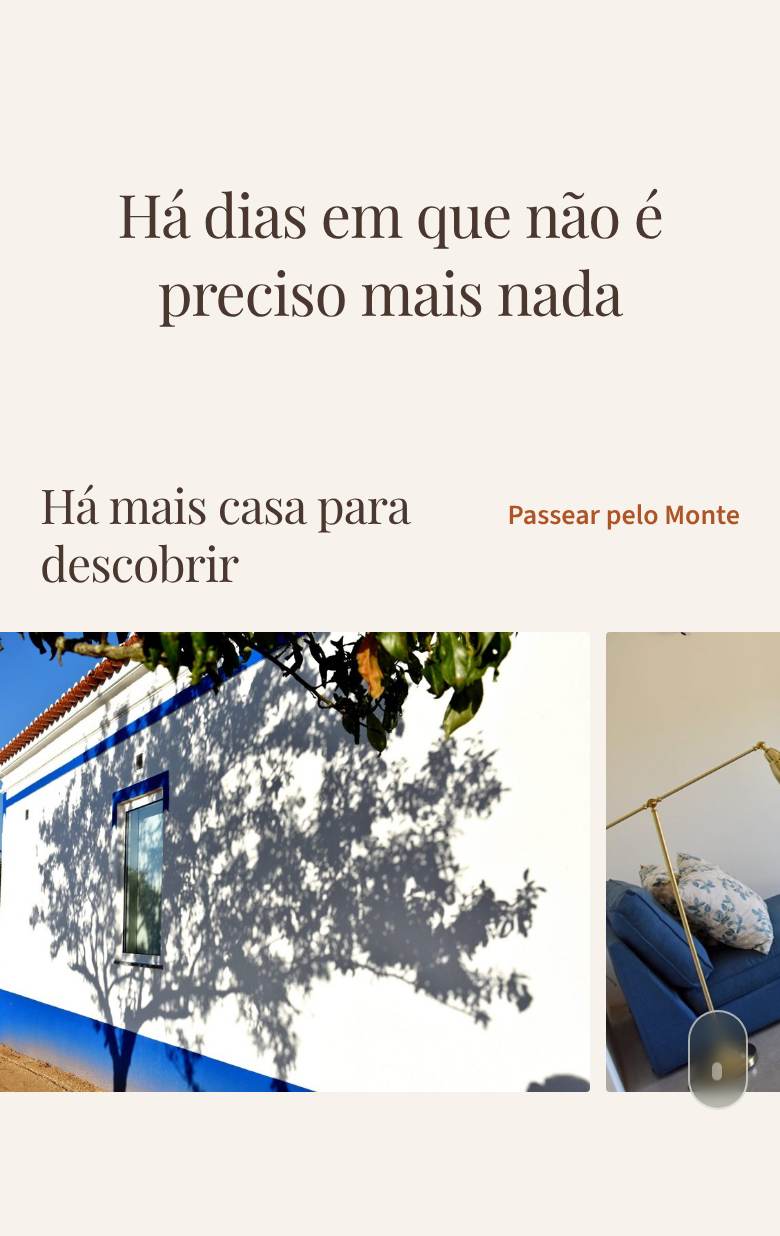 Há dias em que não é
preciso mais nada
Há mais casa para
descobrir
Passear pelo Monte